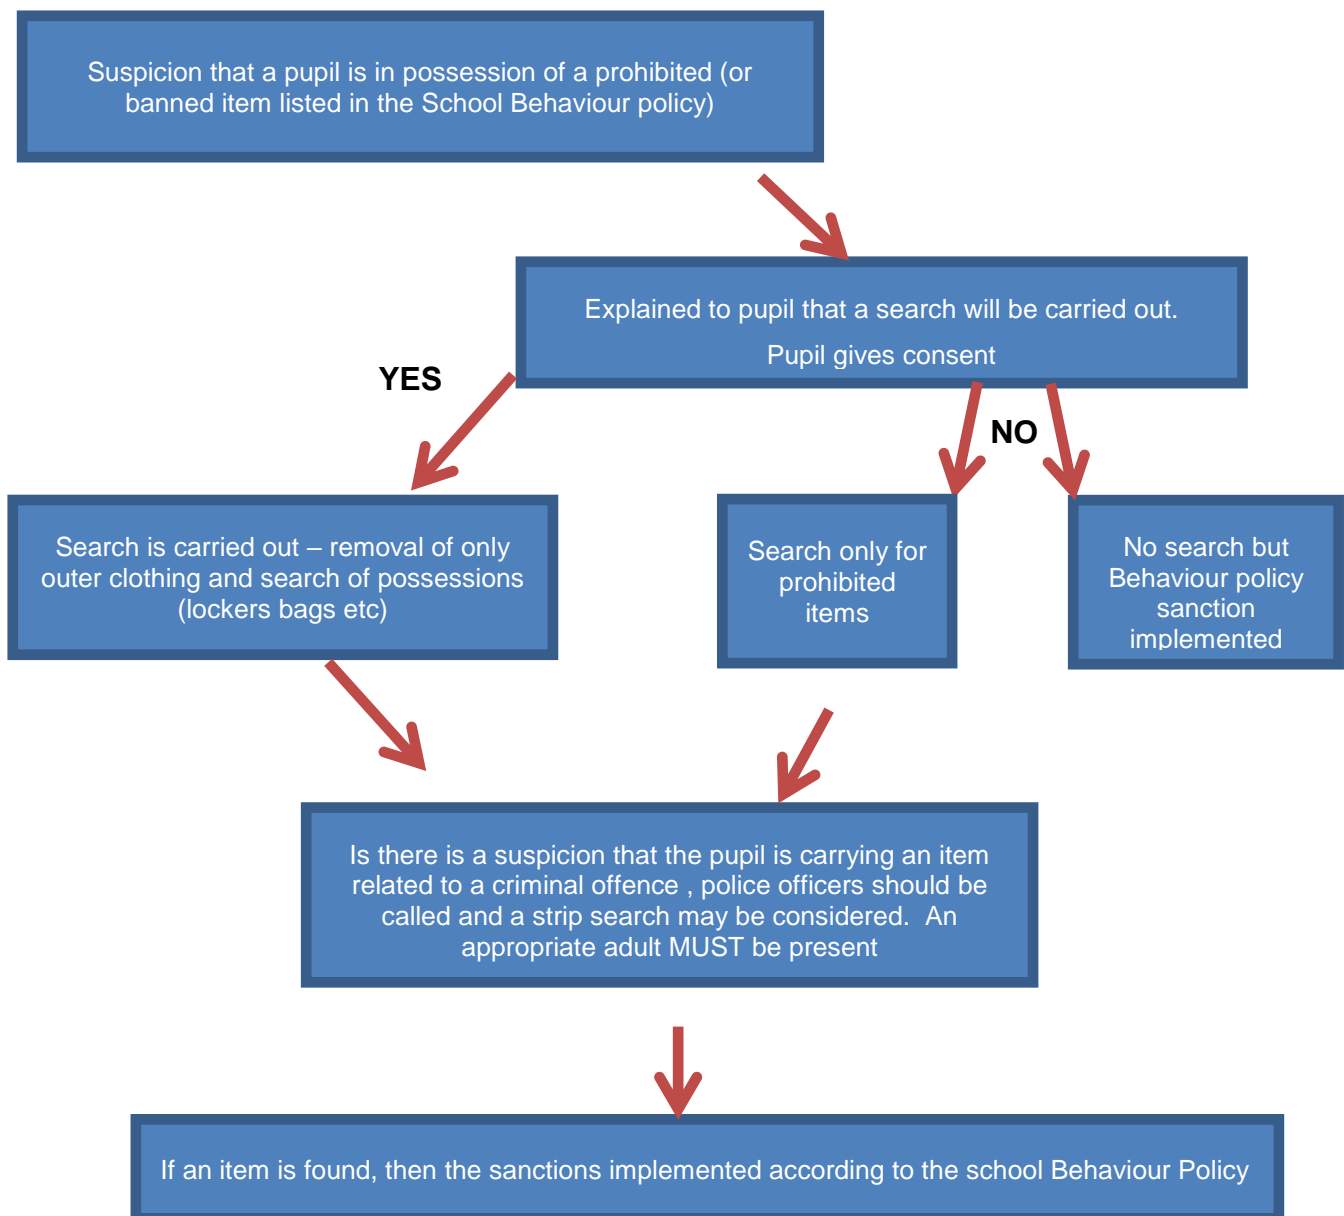 Suspicion that a pupil is in possession of a prohibited (or
banned item listed in the School Behaviour policy)
Explained to pupil that a search will be carried out.
Pupil gives consent
YES
NO
Search is carried out – removal of only
outer clothing and search of possessions
(lockers bags etc)
Search only for
prohibited
items
No search but
Behaviour policy
sanction
implemented
Is there is a suspicion that the pupil is carrying an item
related to a criminal offence , police officers should be
called and a strip search may be considered.  An
appropriate adult MUST be present
If an item is found, then the sanctions implemented according to the school Behaviour Policy